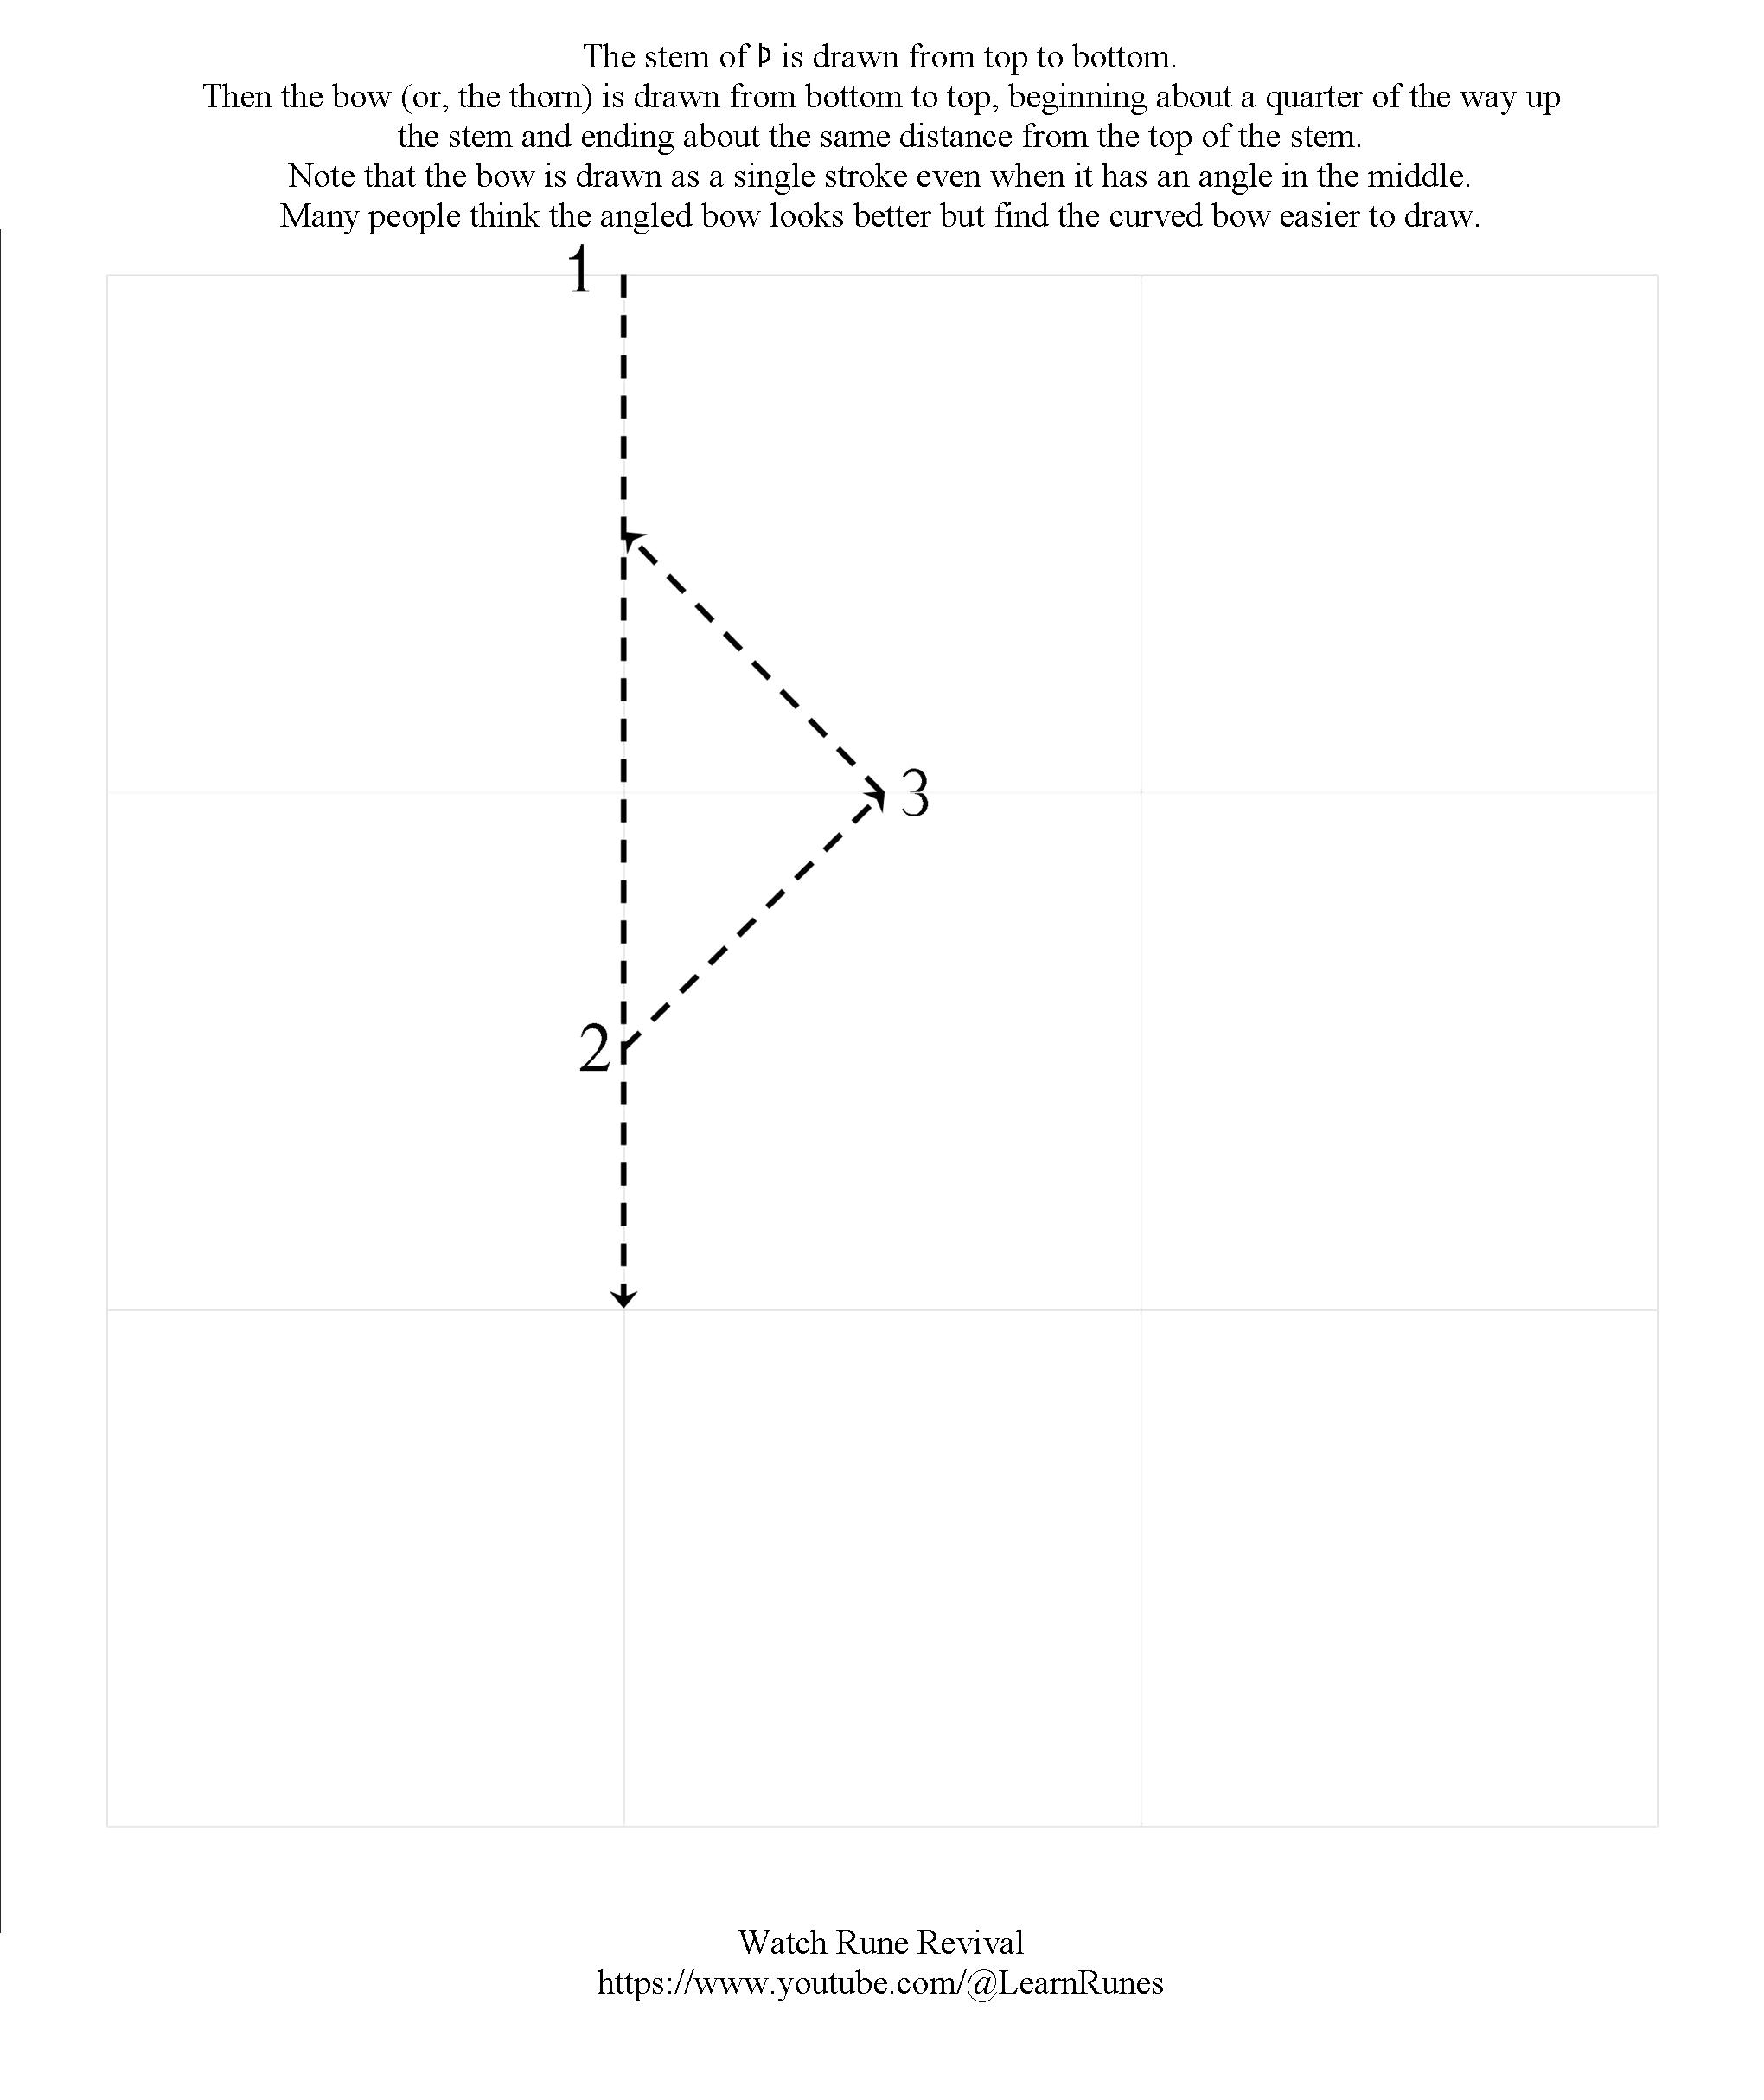 The stem of Þ is drawn from top to bottom.
Then the bow (or, the thorn) is drawn from bottom to top, beginning about a quarter of the way up
the stem and ending about the same distance from the top of the stem.
Note that the bow is drawn as a single stroke even when it has an angle in the middle.
Many people think the angled bow looks better but find the curved bow easier to draw.
1
3
2
Watch Rune Revival
https://www.youtube.com/@LearnRunes